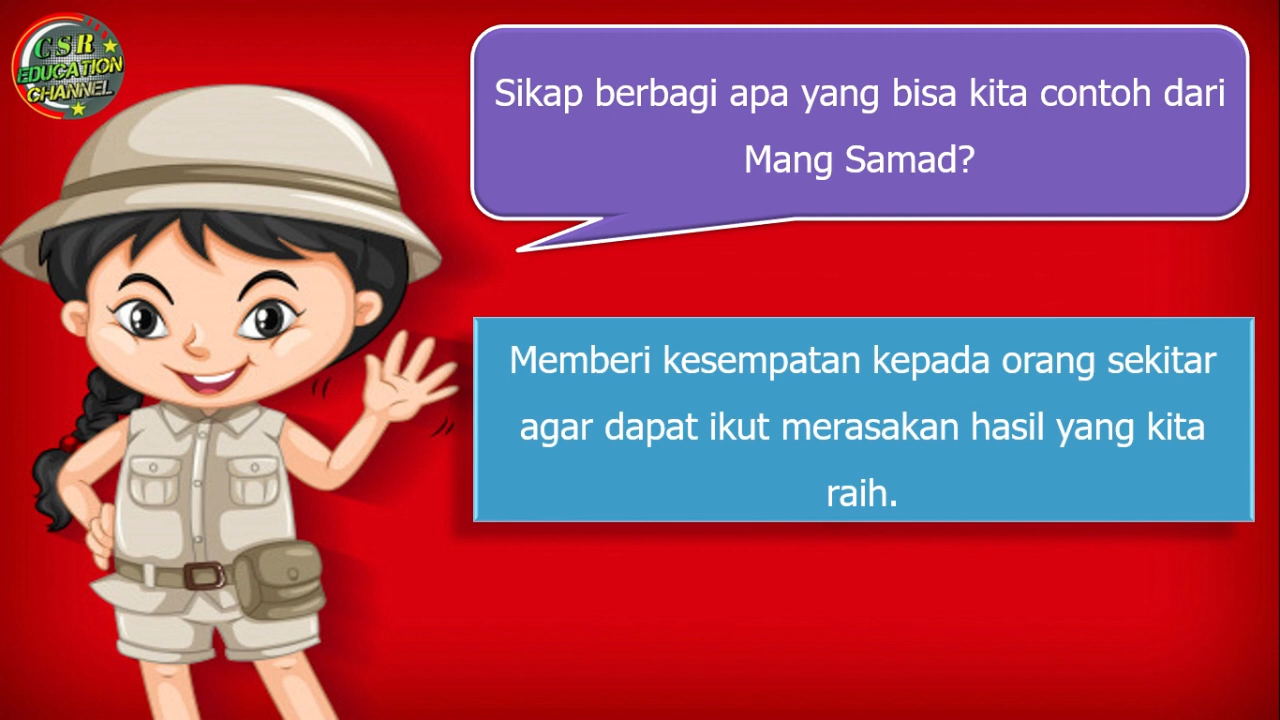 CSR
EDUCATION
CHANNEL
Sikap berbagi apa yang bisa kita contoh dari
Mang Samad?
Memberi kesempatan kepada orang sekitar
agar dapat ikut merasakan hasil yang kita
raih.